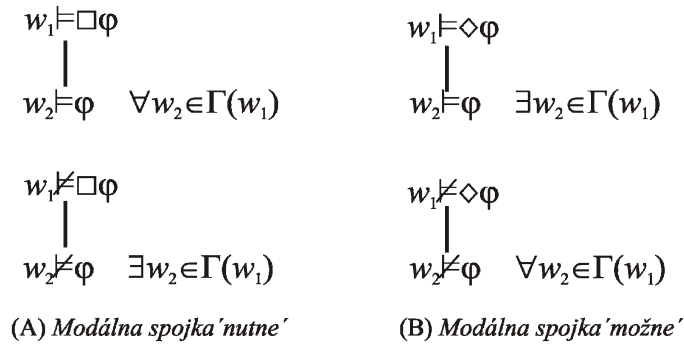 w₁⊨□φ
w₂⊨φ ∀w₂∈Γ(w₁)
w₁⊭□φ
w₂⊭φ ∃w₂∈Γ(w₁)
(A) Modálna spojka´nutne´
w₁⊨◇φ
w₂⊨φ ∃w₂∈Γ(w₁)
w₁⊭◇φ
w₂⊭φ ∀w₂∈Γ(w₁)
(B) Modálna spojka´možne´